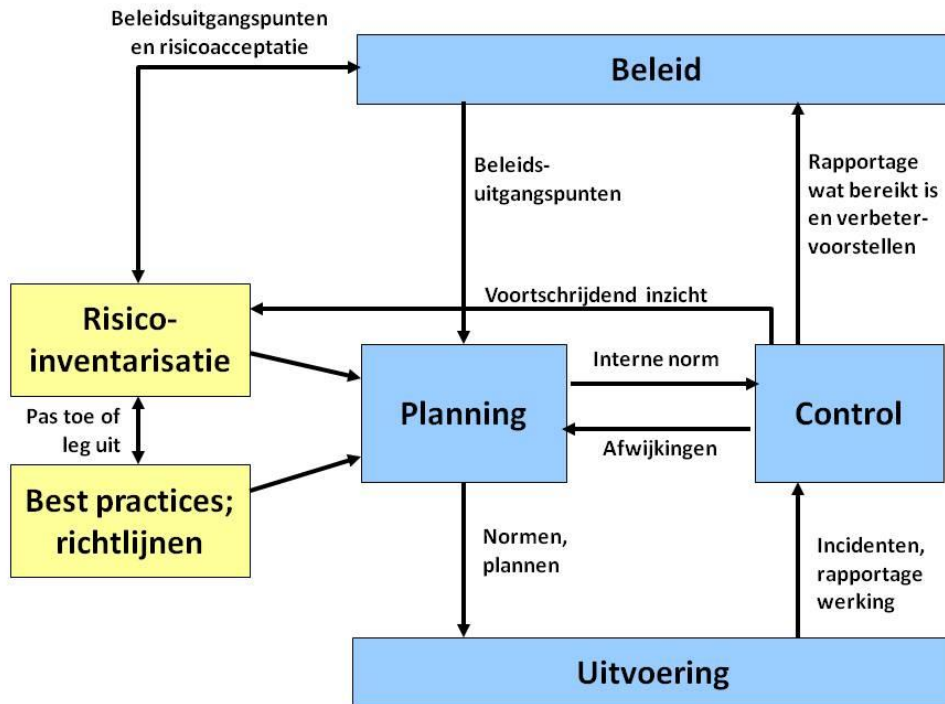 Beleidsuitgangspunten
en risicoacceptatie
Beleid
Beleids-
uitgangspunten
Rapportage
wat bereikt is
en verbeter-
voorstellen
Voortschrijdend inzicht
Risico-
inventarisatie
Interne norm
Planning
Control
Pas toe of
leg uit
Afwijkingen
Best practices;
richtlijnen
Normen,
plannen
Incidenten,
rapportage
werking
Uitvoering